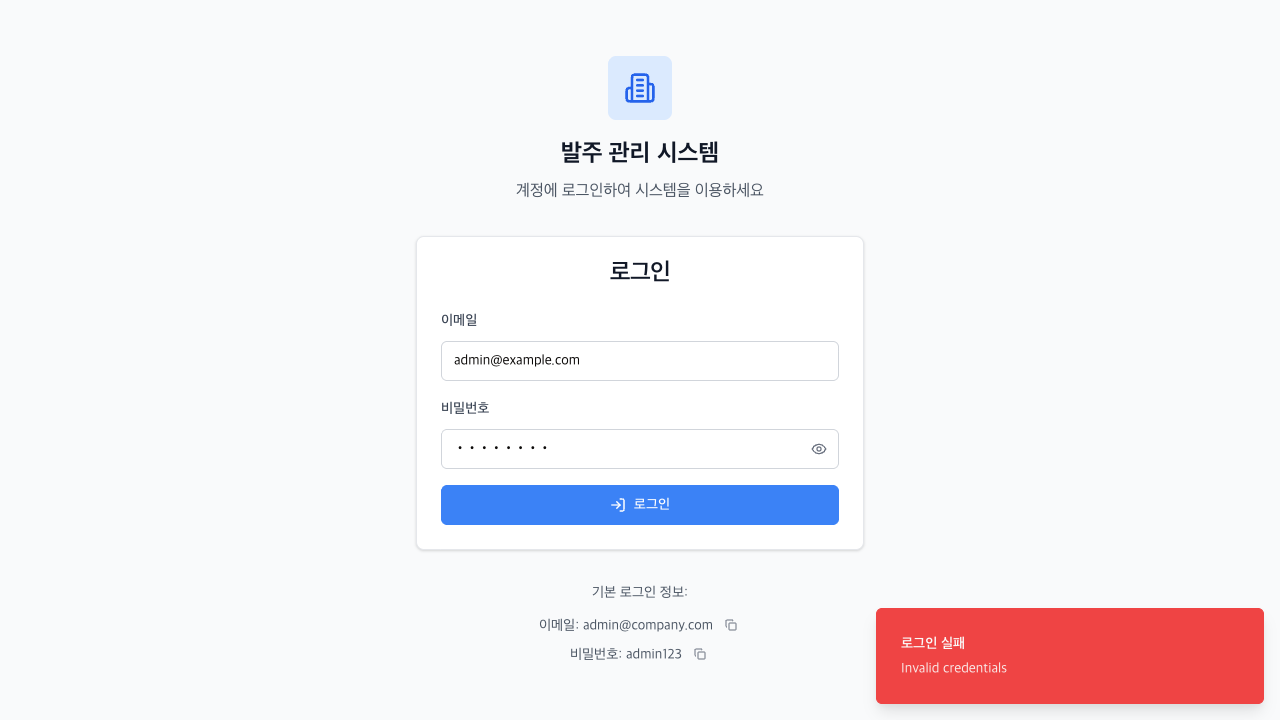 발주 관리 시스템
계정에 로그인하여 시스템을 이용하세요
로그인
이메일
admin@example.com
비밀번호
••••••••
로그인
기본 로그인 정보:
이메일: admin@company.com
비밀번호: admin123
로그인 실패
Invalid credentials